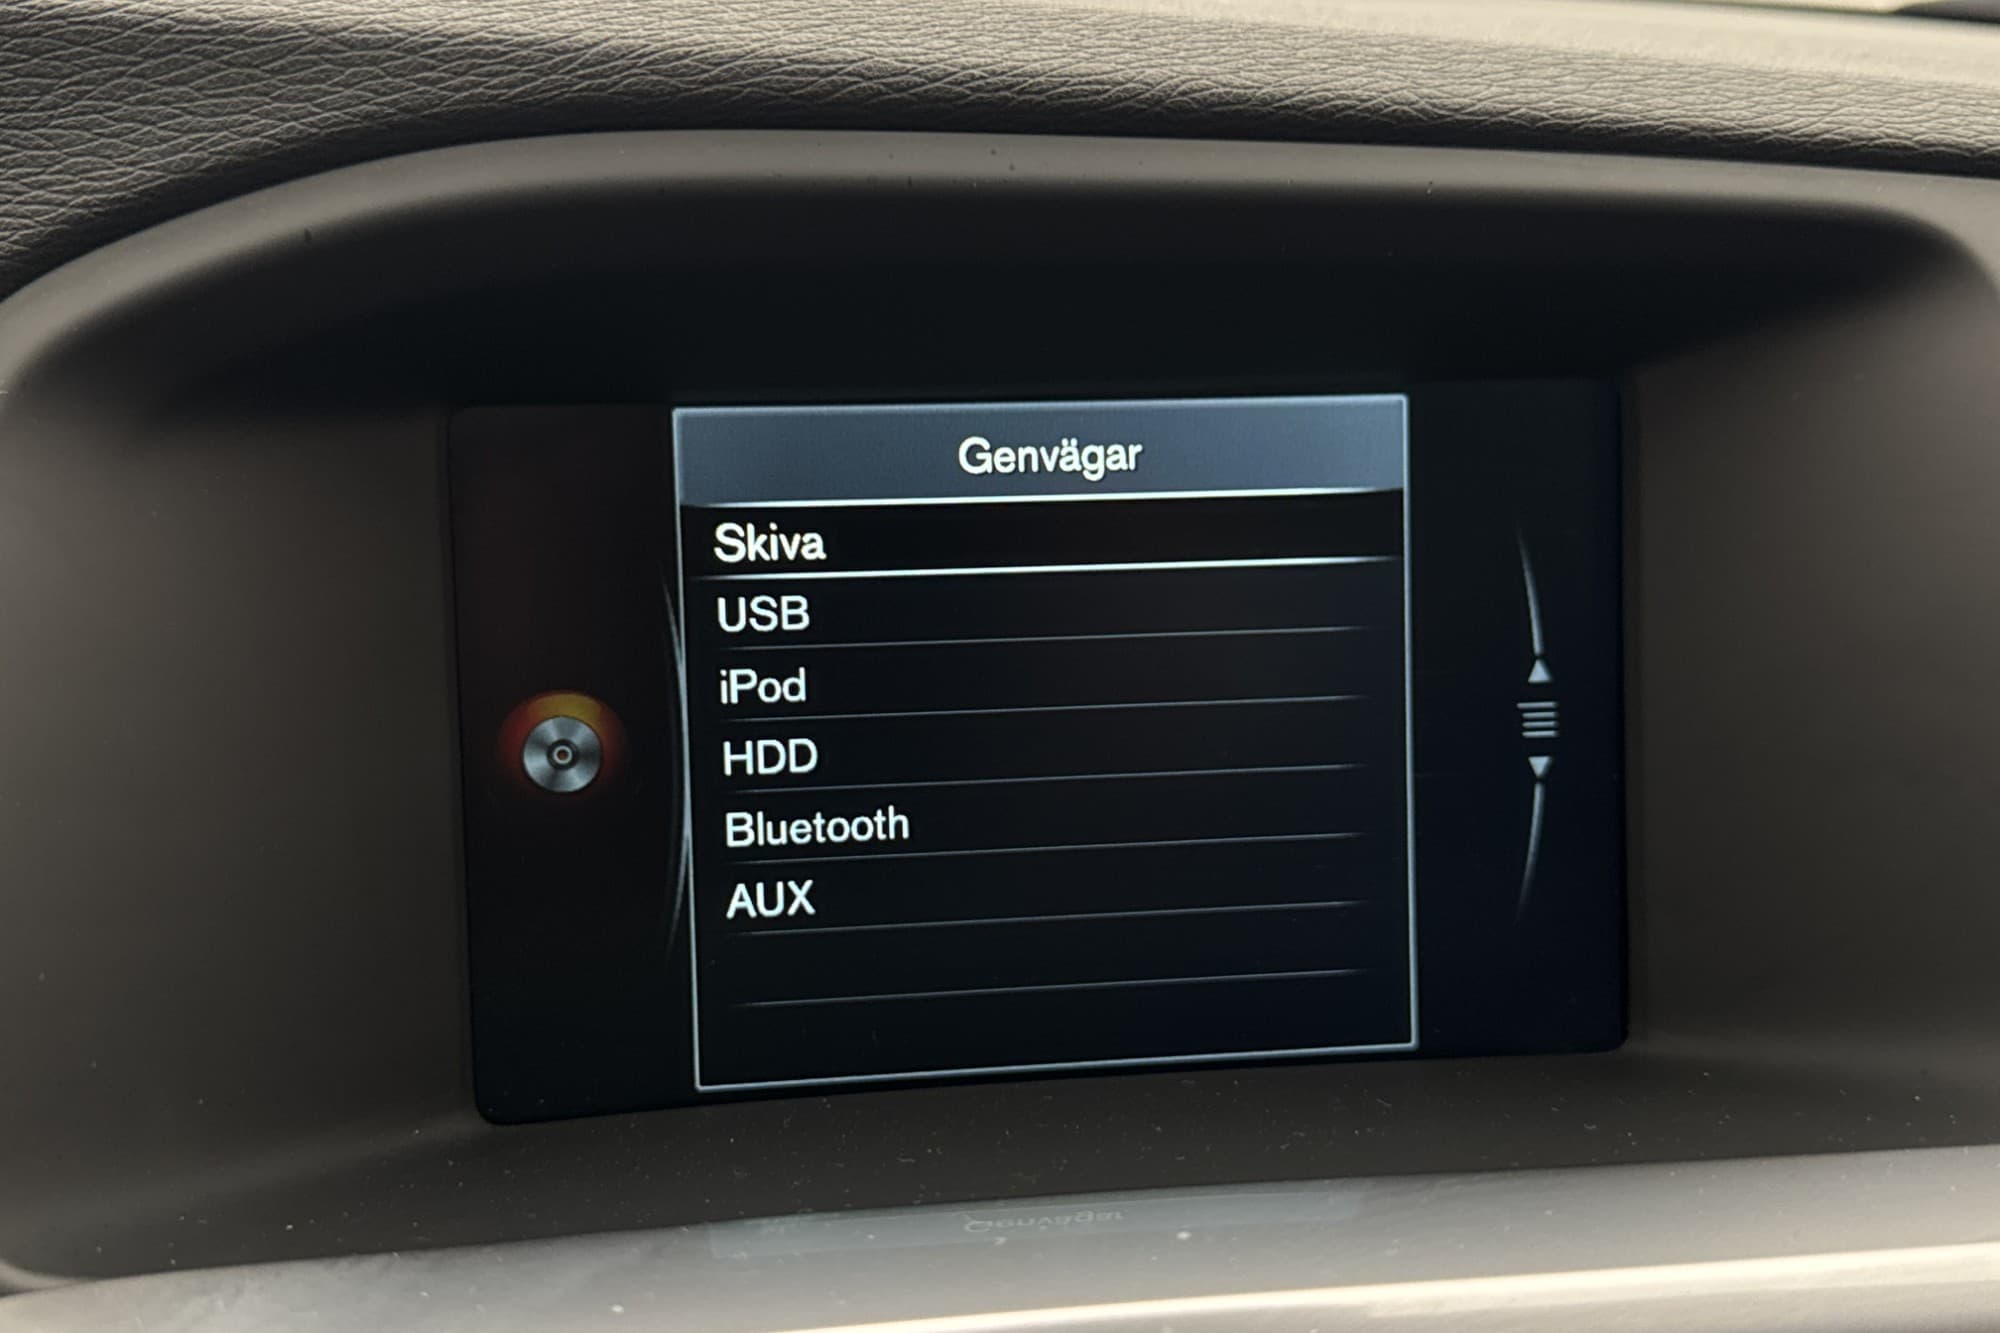 Genvägar
Skiva
USB
iPod
HDD
Bluetooth
AUX